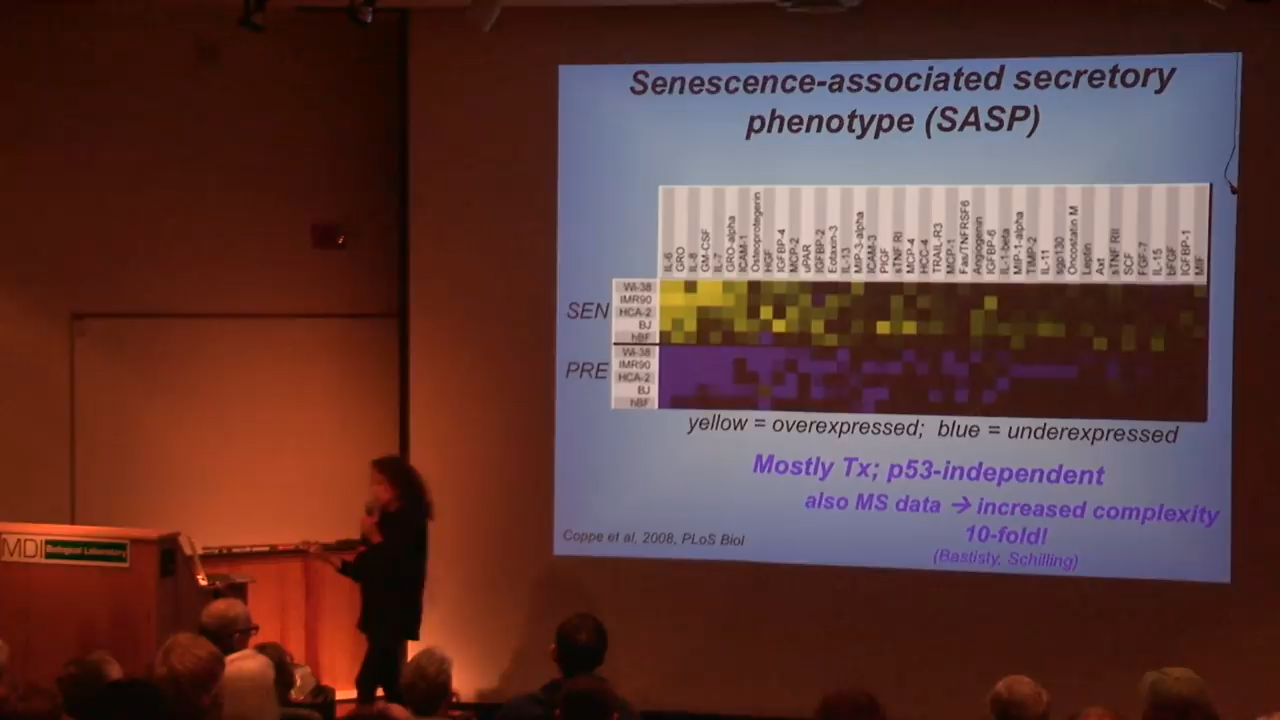 Senescence-associated secretory
phenotype (SASP)
IL-6
GRO
IL-8
GM-CSF
IL-7
GRO-alpha
ICAM-1
Osteoprotegerin
HGF
IGFBP-4
MCP-2
uPAR
IGFBP-2
Eotaxin-3
IL-13
MIP-3-alpha
ICAM-3
PIGF
sTNF RI
MCP-4
HCC-4
TRAIL-R3
MCP-1
Fas/TNFRSF6
Angiogenin
IGFBP-6
IL-1-beta
MIP-1-alpha
TIMP-2
IL-11
sgp130
Oncostatin M
Leptin
Axl
sTNF RII
SCF
FGF-7
IL-15
bFGF
IGFBP-1
MIF
SEN
WI-38
IMR90
HCA-2
BJ
hBF
PRE
WI-38
IMR90
HCA-2
BJ
hBF
yellow = overexpressed; blue = underexpressed
Mostly Tx; p53-independent
also MS data → increased complexity
10-fold!
(Bastisty, Schilling)
Coppe et al, 2008, PLoS Biol
MDI Biological Laboratory